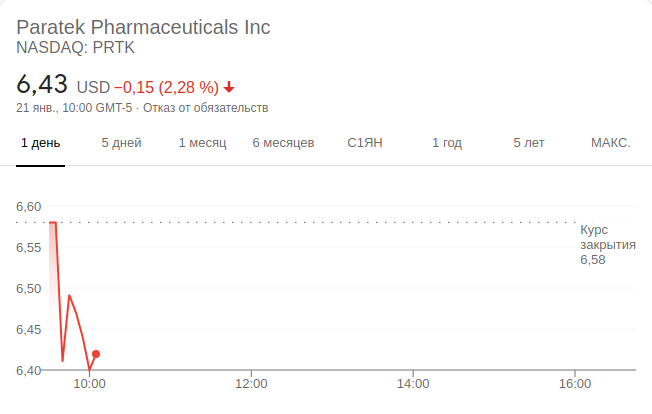 Paratek Pharmaceuticals Inc
NASDAQ: PRTK
6,43 USD −0,15 (2,28 %)
21 янв., 10:00 GMT-5 · Отказ от обязательств
1 день 5 дней 1 месяц 6 месяцев С1ЯН 1 год 5 лет МАКС.
6,60
Курс
закрытия
6,58
6,55
6,50
6,45
6,40
10:00 12:00 14:00 16:00